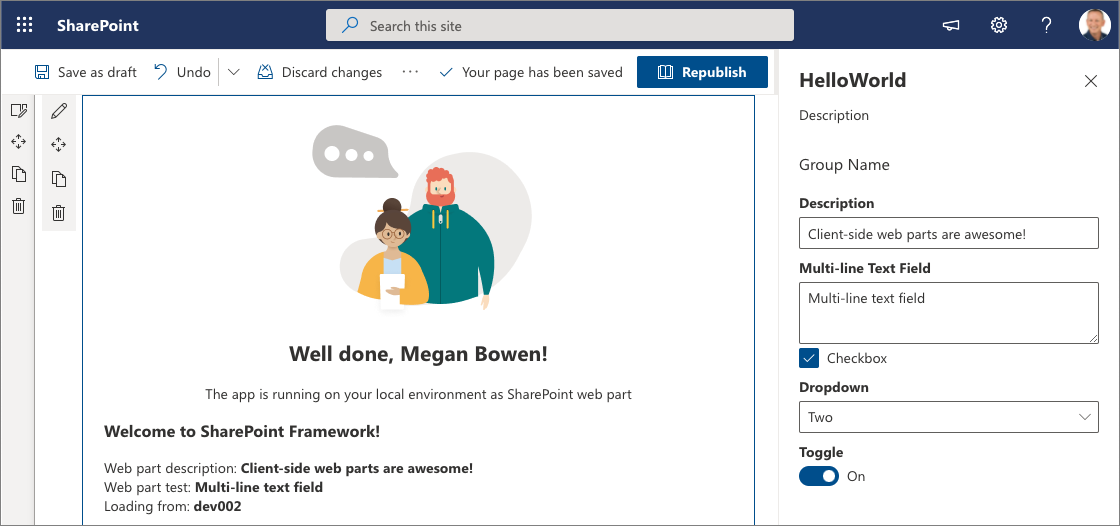 SharePoint
Search this site
Save as draft
Undo
Discard changes
Your page has been saved
Republish
Well done, Megan Bowen!
The app is running on your local environment as SharePoint web part
Welcome to SharePoint Framework!
Web part description: Client-side web parts are awesome!
Web part test: Multi-line text field
Loading from: dev002
HelloWorld
Description
Group Name
Description
Client-side web parts are awesome!
Multi-line Text Field
Multi-line text field
Checkbox
Dropdown
Two
Toggle
On